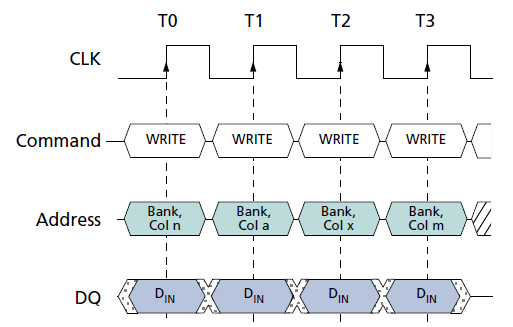 T0 T1 T2 T3
CLK
Command WRITE WRITE WRITE WRITE
Address Bank, Bank, Bank, Bank,
Col n Col a Col x Col m
DQ DIN DIN DIN DIN